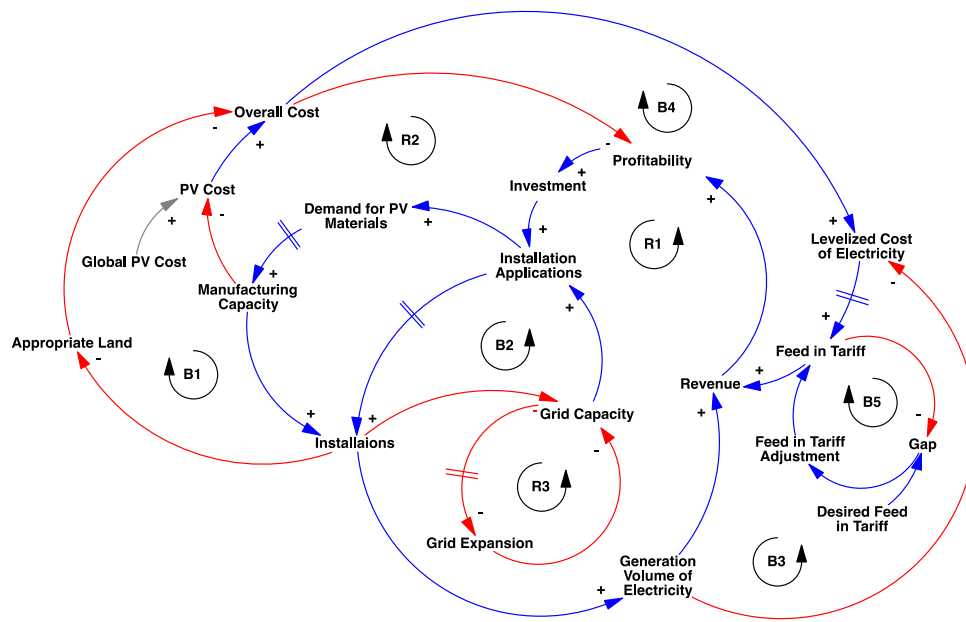 B4
Overall Cost
-
+
R2
-
Profitability
+
Investment
+
PV Cost
-
+
Demand for PV
Materials
+
+
+
R1
+
Levelized Cost
of Electricity
-
Global PV Cost
Installation
Applications
+
+
Manufacturing
Capacity
+
Appropriate Land
-
B1
B2
Feed in Tariff
+
Revenue
+
B5
+
+
Installaions
-
Grid Capacity
-
-
Gap
Feed in Tariff
Adjustment
R3
-
Grid Expansion
Desired Feed
in Tariff
B3
Generation
Volume of
Electricity
+